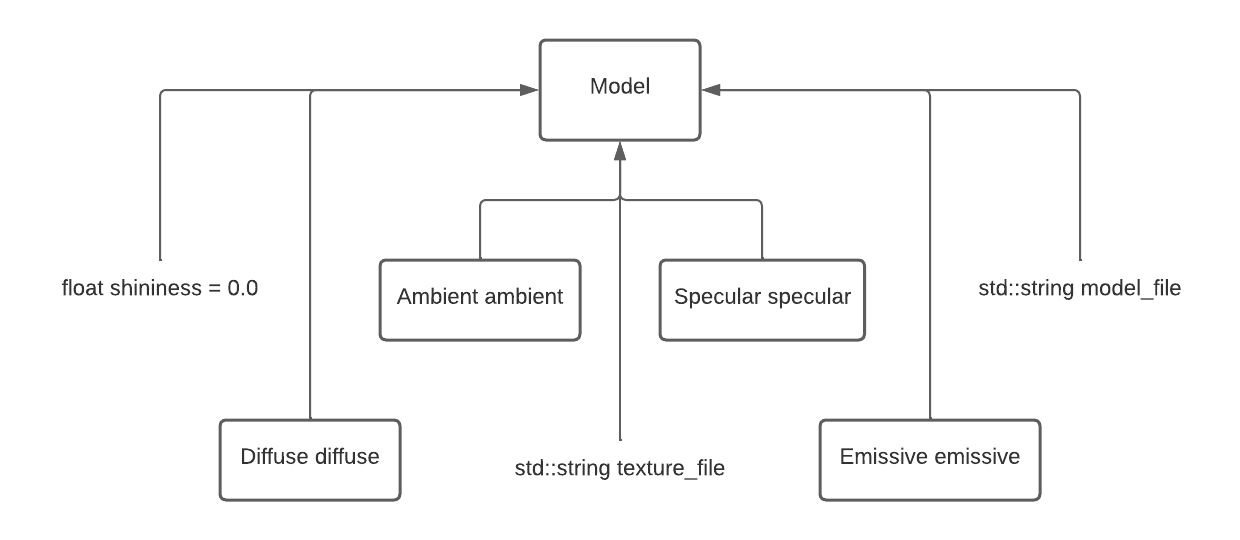 Model
float shininess = 0.0
Ambient ambient
Specular specular
std::string model_file
Diffuse diffuse
std::string texture_file
Emissive emissive